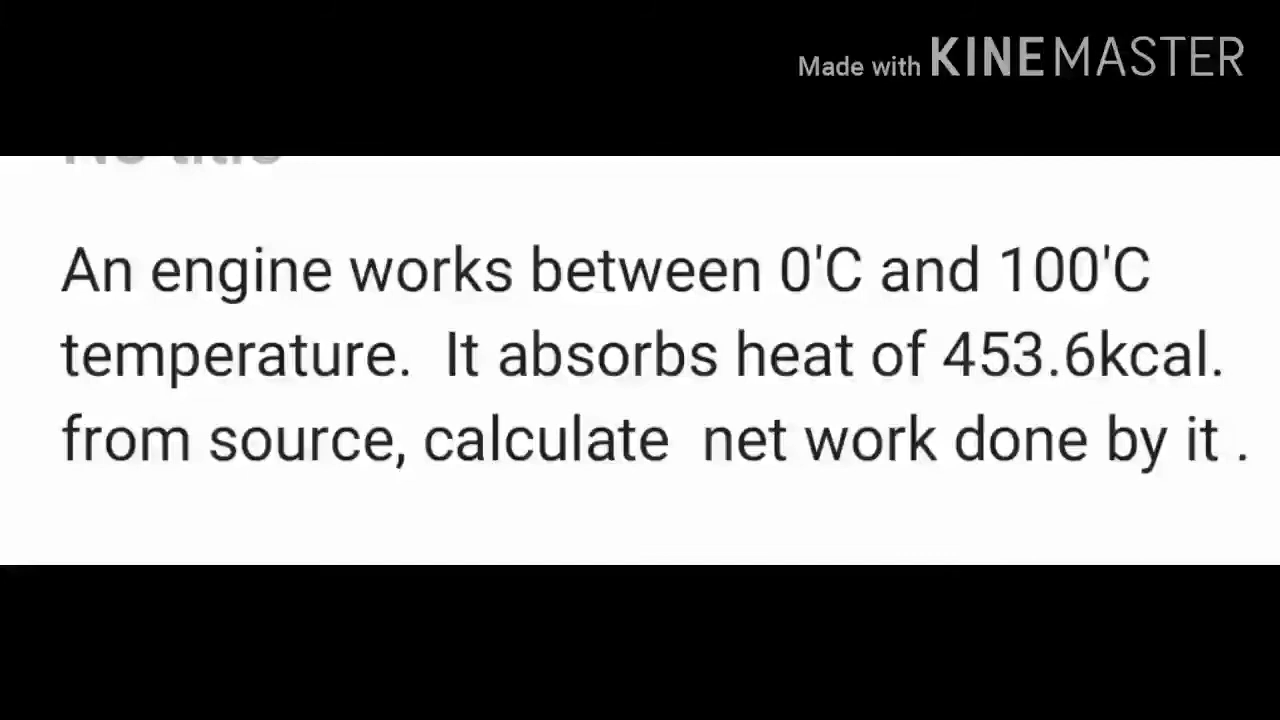 Made with KINEMASTER
An engine works between 0'C and 100'C
temperature. It absorbs heat of 453.6kcal.
from source, calculate net work done by it .